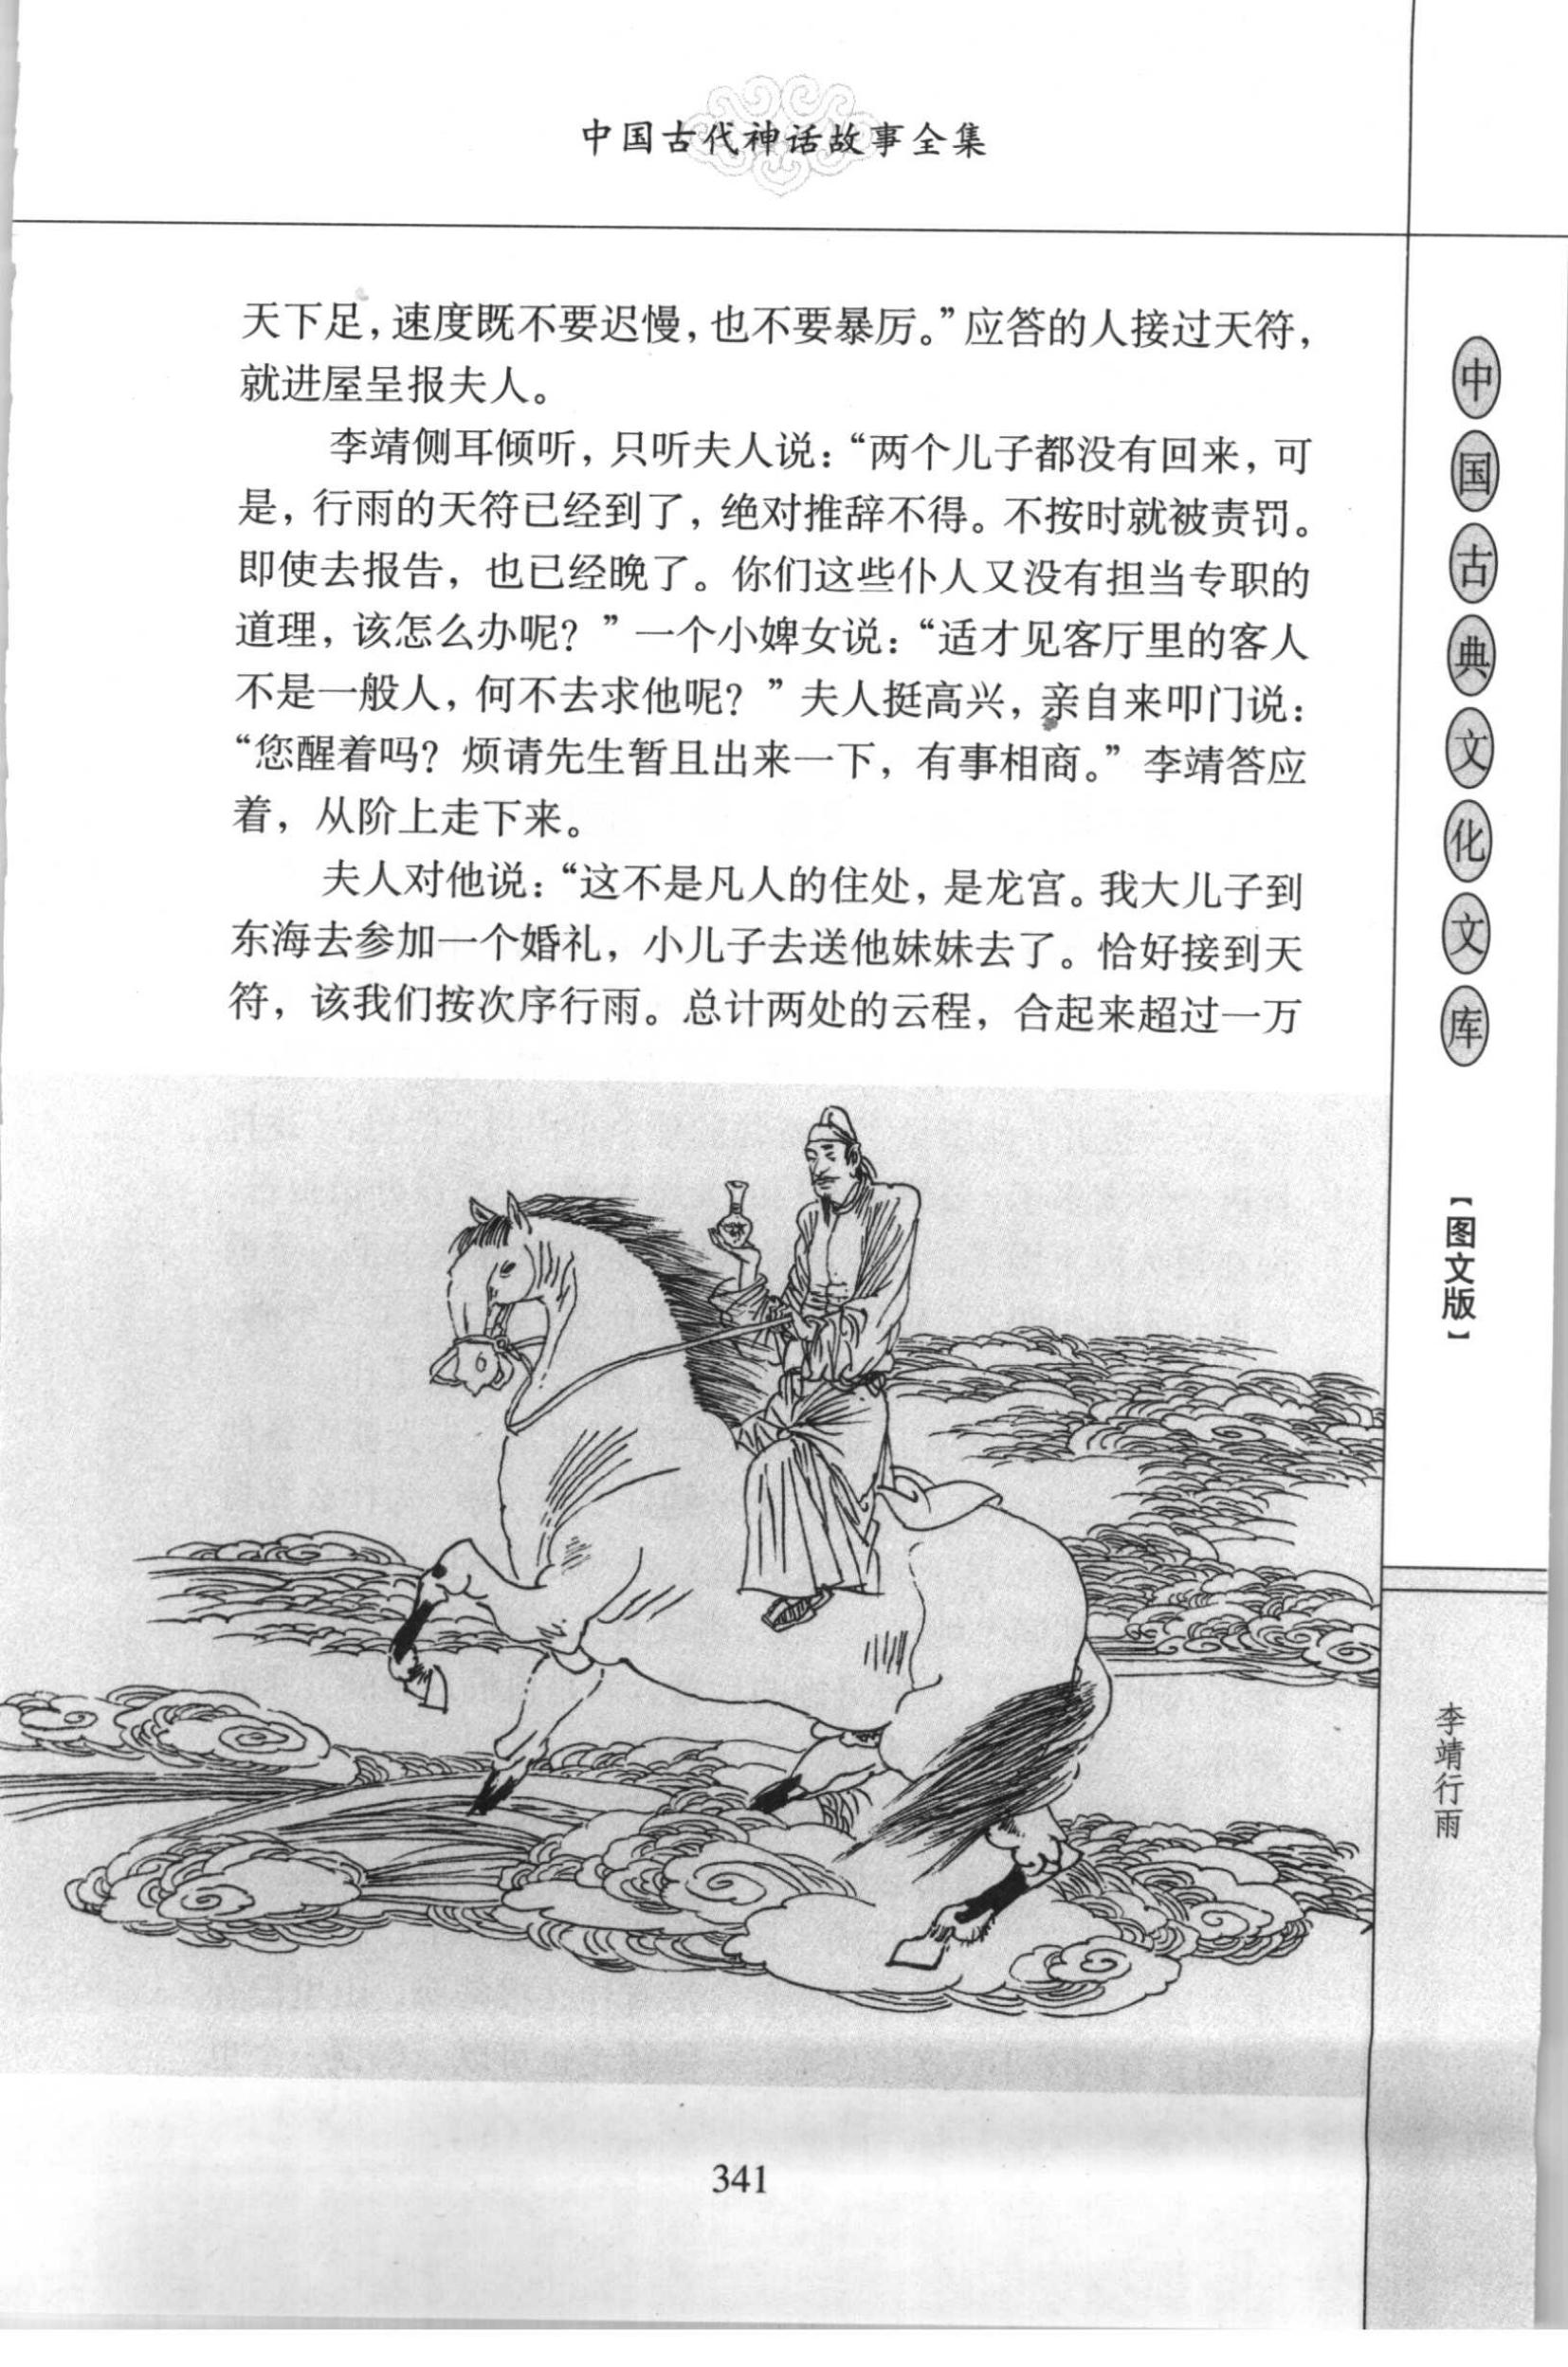 中国古代神话故事全集
天下足，速度既不要迟慢，也不要暴厉。”应答的人接过天符，
就进屋呈报夫人。
李靖侧耳倾听，只听夫人说：“两个儿子都没有回来，可
是，行雨的天符已经到了，绝对推辞不得。不按时就被责罚。
即使去报告，也已经晚了。你们这些仆人又没有担当专职的
道理，该怎么办呢？”一个小婢女说：“适才见客厅里的客人
不是一般人，何不去求他呢？”夫人挺高兴，亲自来叩门说：
“您醒着吗？烦请先生暂且出来一下，有事相商。”李靖答应
着，从阶上走下来。
夫人对他说：“这不是凡人的住处，是龙宫。我大儿子到
东海去参加一个婚礼，小儿子去送他妹妹去了。恰好接到天
符，该我们按次序行雨。总计两处的云程，合起来超过一万
中国古典文化文库
【图文版】
李靖行雨
341